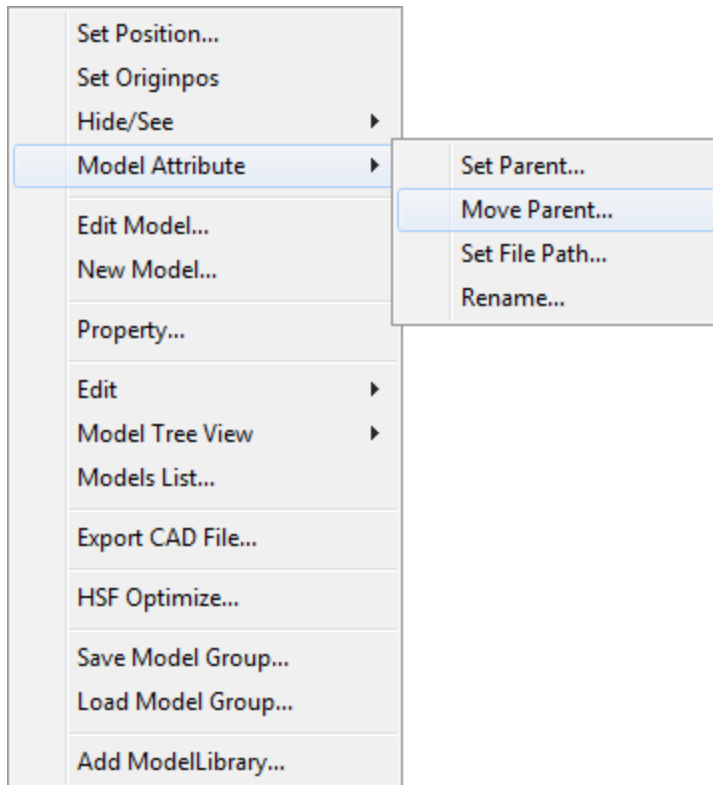 Set Position...
Set Originpos
Hide/See
Model Attribute
Set Parent...
Move Parent...
Set File Path...
Rename...
Edit Model...
New Model...
Property...
Edit
Model Tree View
Models List...
Export CAD File...
HSF Optimize...
Save Model Group...
Load Model Group...
Add ModelLibrary...